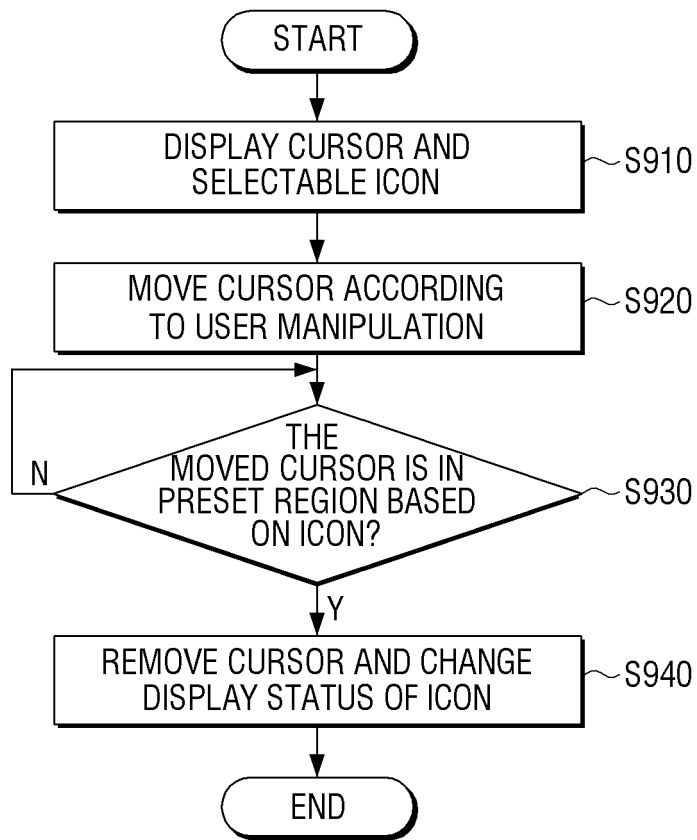 START
DISPLAY CURSOR AND
SELECTABLE ICON
S910
MOVE CURSOR ACCORDING
TO USER MANIPULATION
S920
THE
MOVED CURSOR IS IN
PRESET REGION BASED
ON ICON?
N
S930
Y
REMOVE CURSOR AND CHANGE
DISPLAY STATUS OF ICON
S940
END